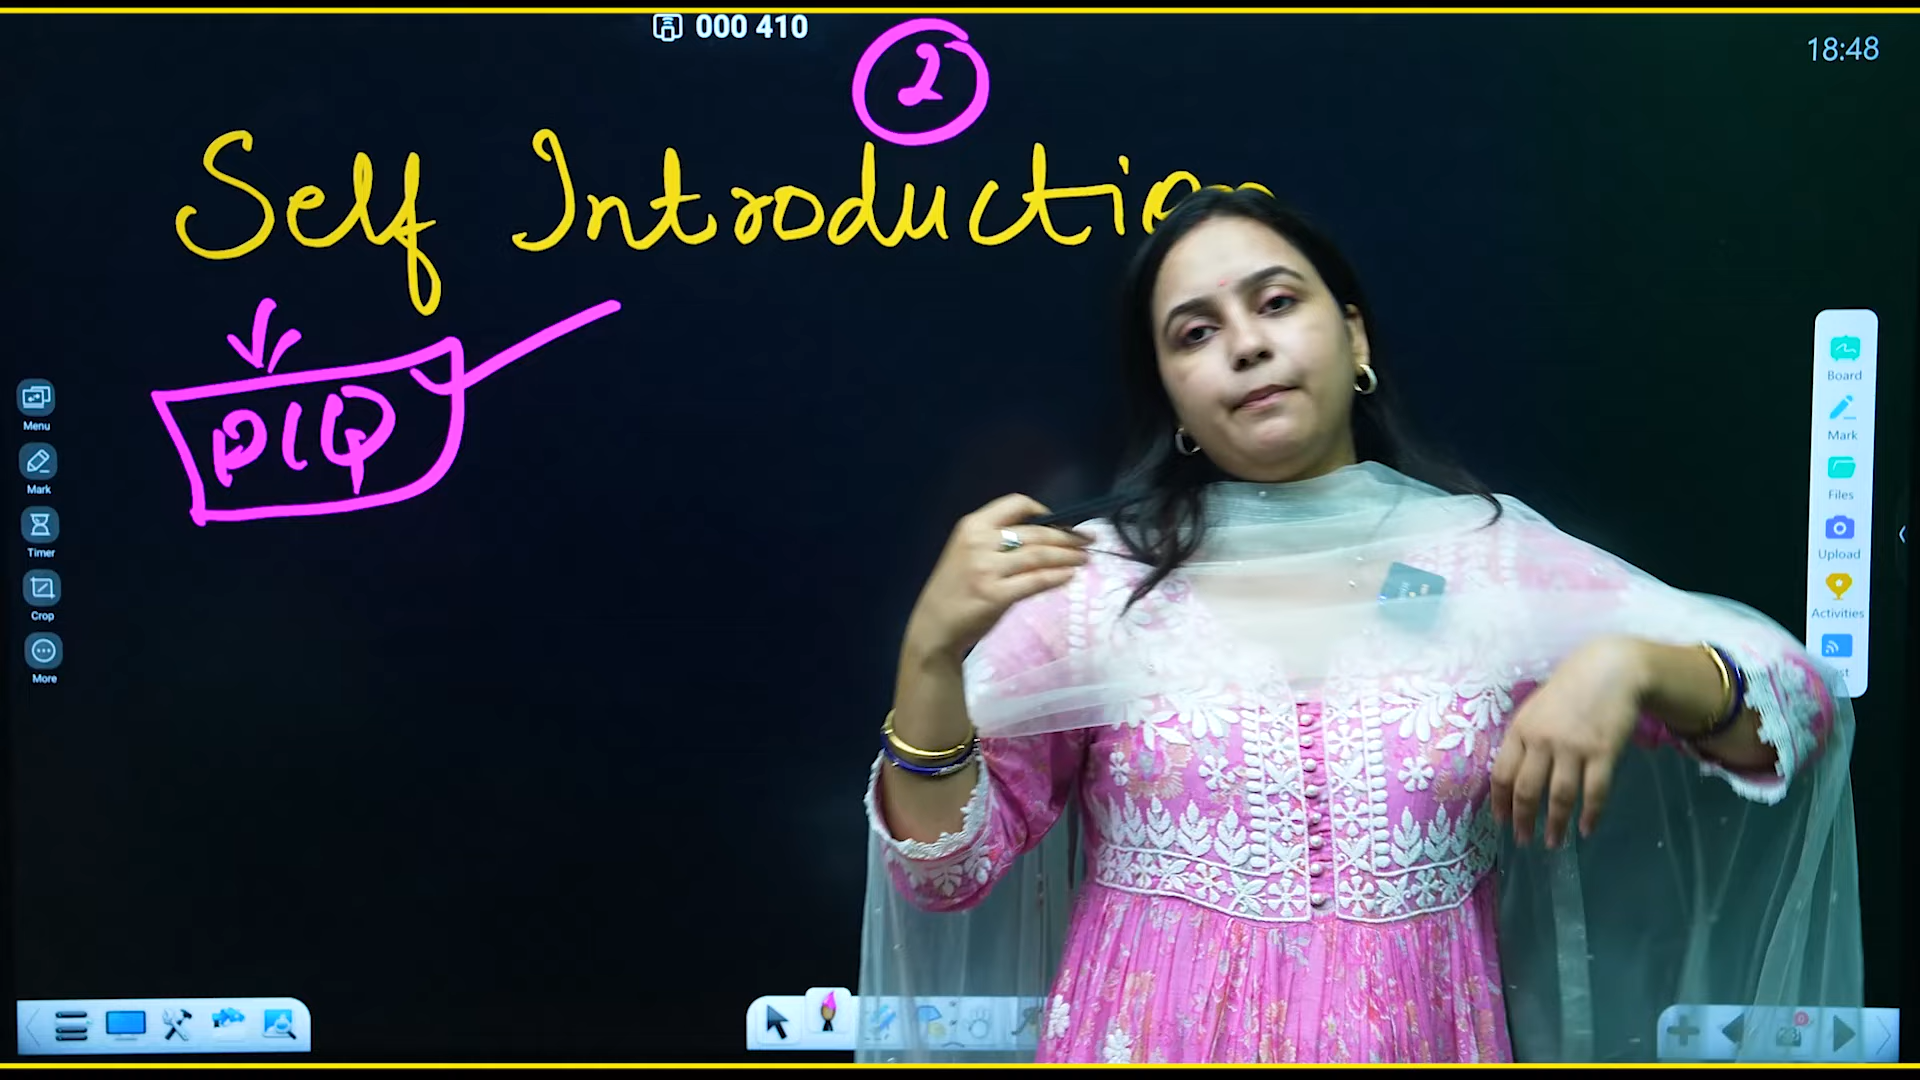 000 410
2
18:48
Self Introduction
PIQ
Menu
Mark
Timer
Crop
More
Board
Mark
Files
Upload
Activities